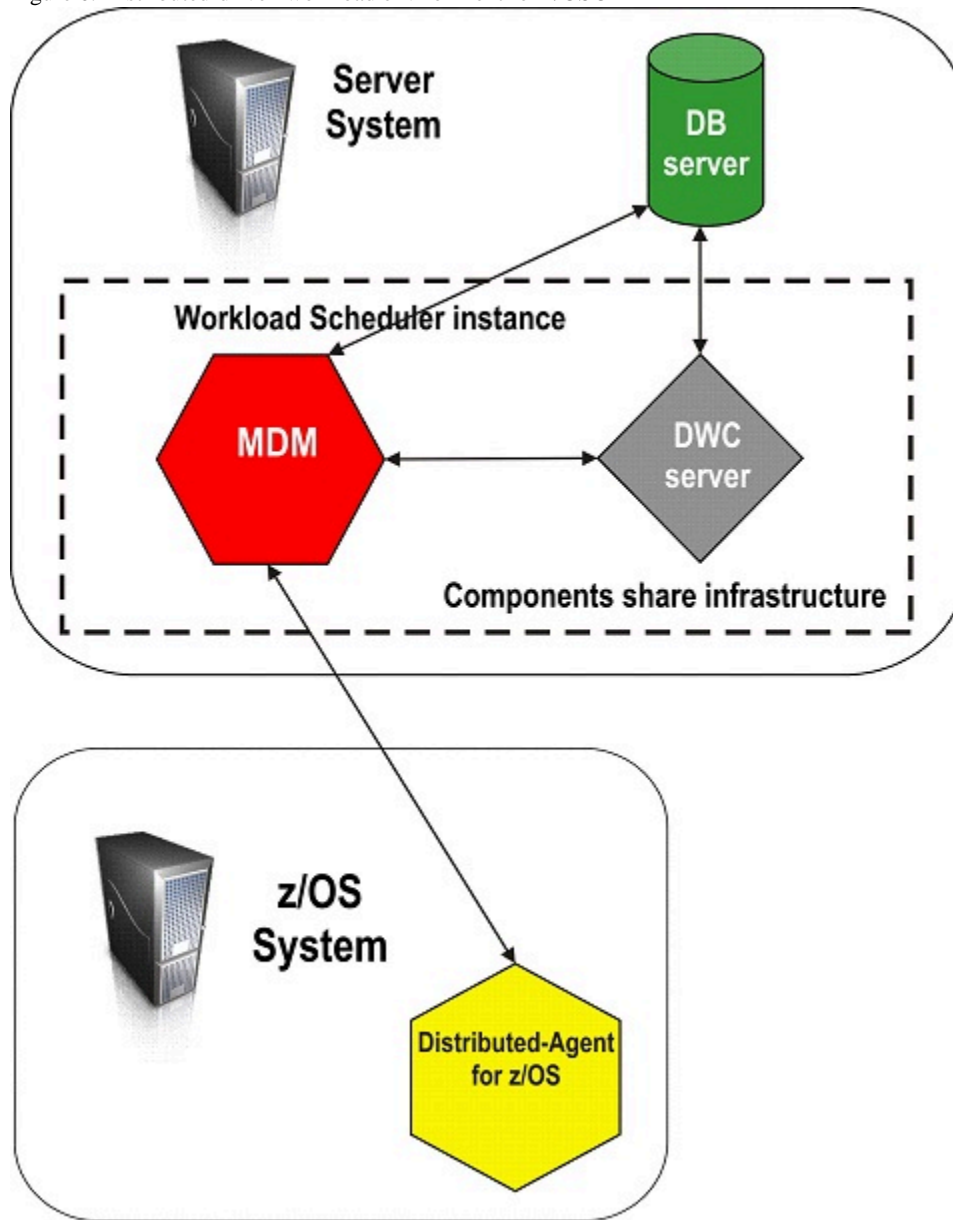 Server
System
DB
server
Workload Scheduler instance
MDM
DWC
server
Components share infrastructure
z/OS
System
Distributed-Agent
for z/OS